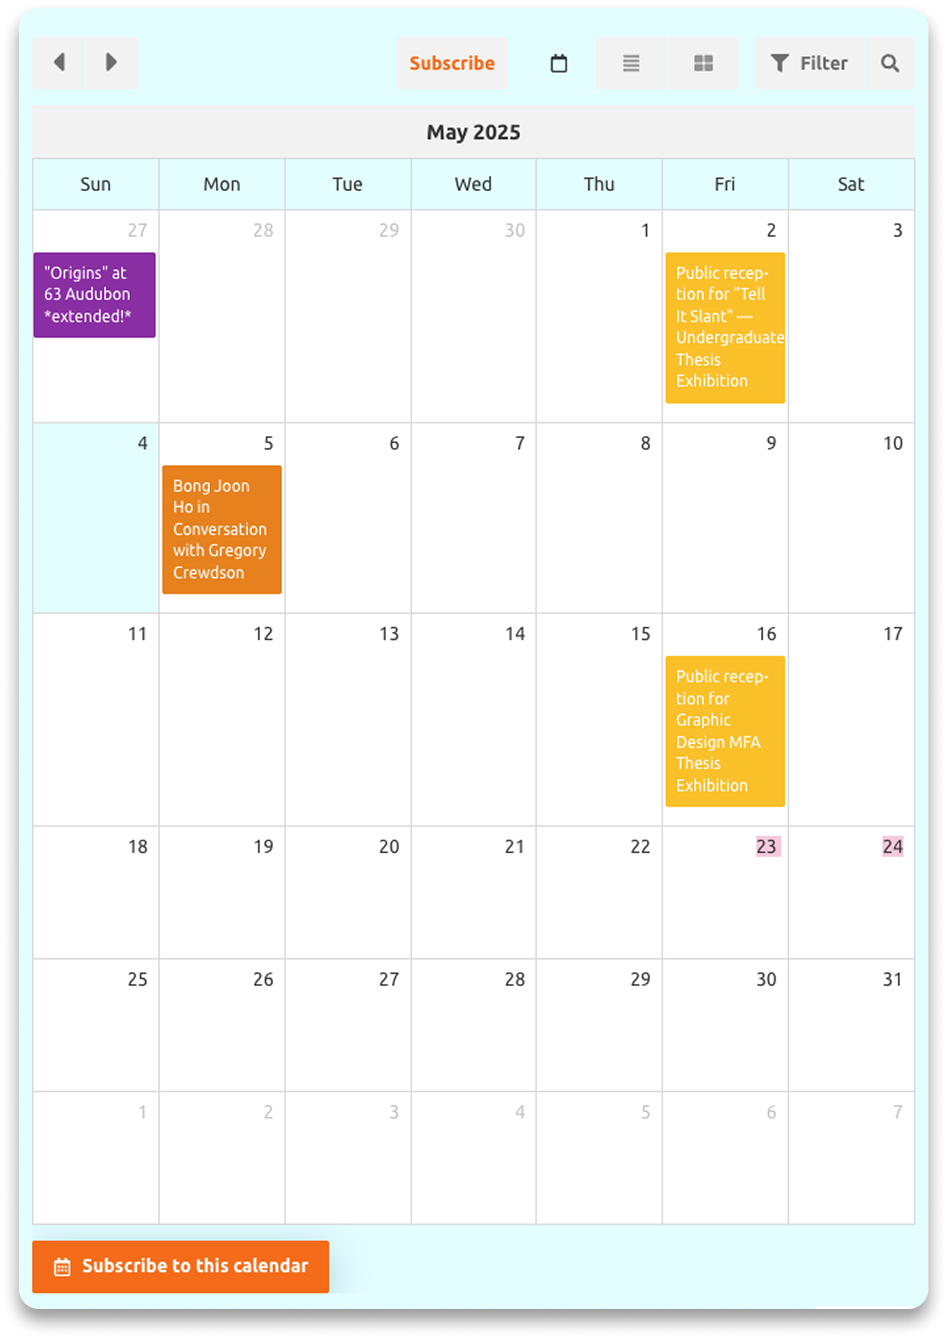 Subscribe
Filter
May 2025
Sun Mon Tue Wed Thu Fri Sat
27 28 29 30 1 2 3
"Origins" at
63 Audubon
*extended!*
Public recep-
tion for "Tell
It Slant" —
Undergraduate
Thesis
Exhibition
4 5 6 7 8 9 10
Bong Joon
Ho in
Conversation
with Gregory
Crewdson
11 12 13 14 15 16 17
Public recep-
tion for
Graphic
Design MFA
Thesis
Exhibition
18 19 20 21 22 23 24
25 26 27 28 29 30 31
1 2 3 4 5 6 7
Subscribe to this calendar